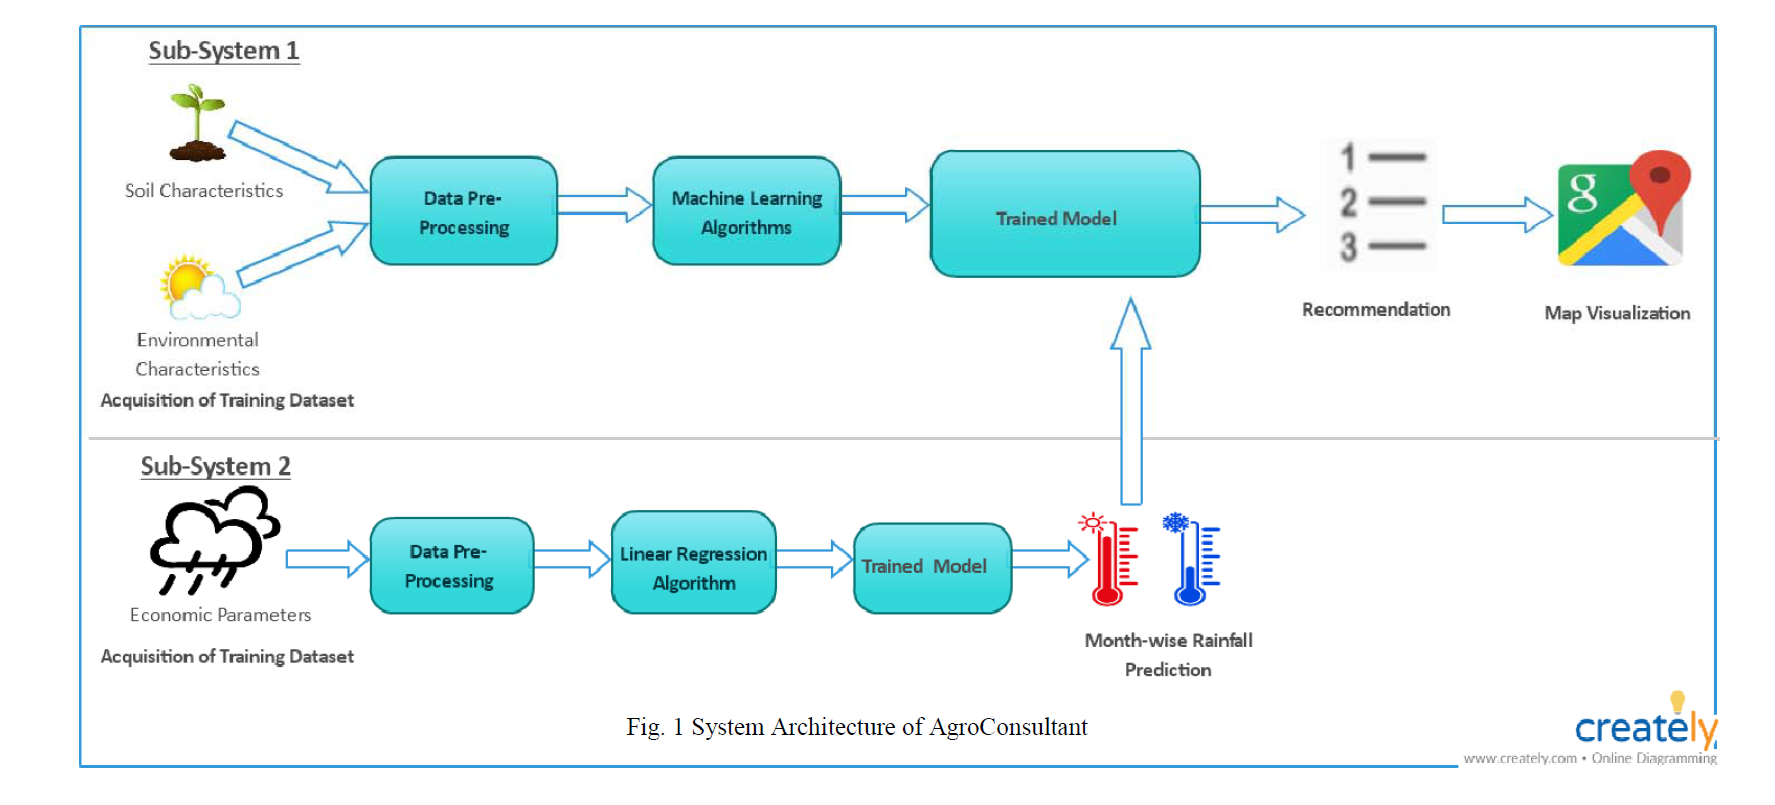 Sub-System 1
Soil Characteristics
Environmental
Characteristics
Acquisition of Training Dataset
Data Pre-
Processing
Machine Learning
Algorithms
Trained Model
1
2
3
Recommendation
g
Map Visualization
Sub-System 2
Economic Parameters
Acquisition of Training Dataset
Data Pre-
Processing
Linear Regression
Algorithm
Trained Model
Month-wise Rainfall
Prediction
Fig. 1 System Architecture of AgroConsultant
creately
www.creately.com • Online Diagramming